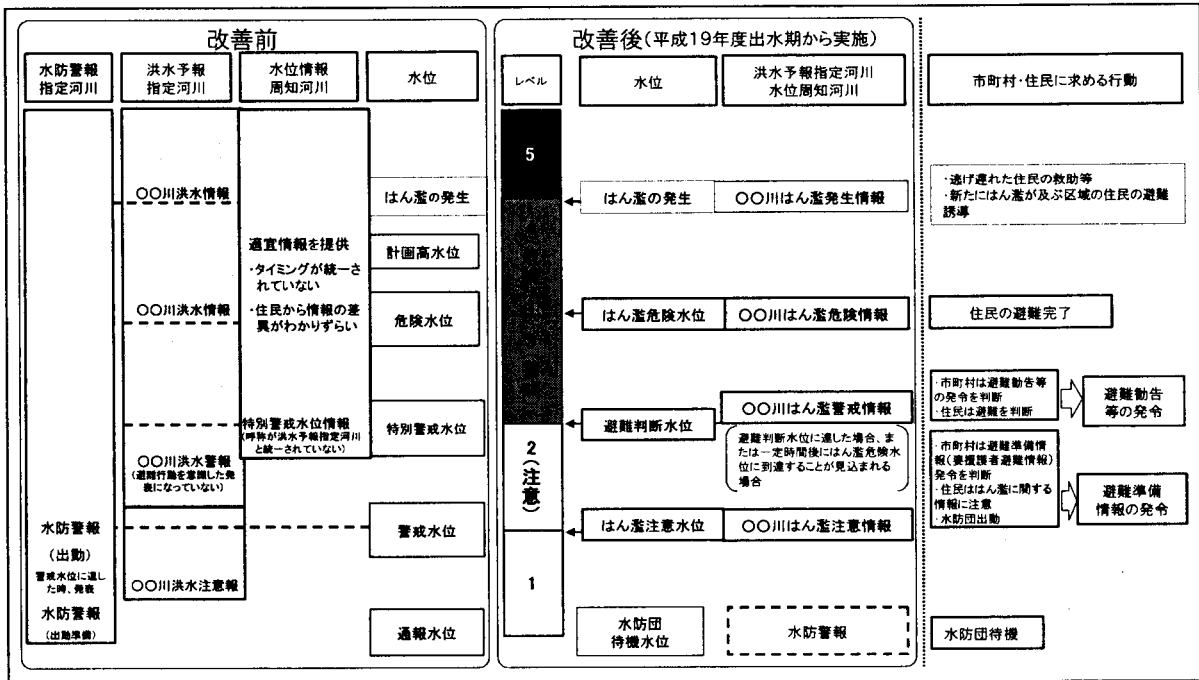 改善前
水防警報
指定河川
洪水予報
指定河川
水位情報
周知河川
水位
〇〇川洪水情報
〇〇川洪水情報
〇〇川洪水警報
(避難行動を意識した発
表になっていない)
〇〇川洪水注意報
水防警報
(出動)
警戒水位に達し
た時、発表
水防警報
(出動準備)
適宜情報を提供
・タイミングが統一さ
れていない
・住民から情報の差
異がわかりずらい
特別警戒水位情報
(呼称が洪水予報指定河川
と統一されていない)
はん濫の発生
計画高水位
危険水位
特別警戒水位
警戒水位
通報水位
改善後(平成19年度出水期から実施)
レベル
水位
洪水予報指定河川
水位周知河川
5
2(注意)
1
はん濫の発生
〇〇川はん濫発生情報
はん濫危険水位
〇〇川はん濫危険情報
避難判断水位
〇〇川はん濫警戒情報
避難判断水位に達した場合、ま
たは一定時間後にはん濫危険水
位に到達することが見込まれる
場合
はん濫注意水位
〇〇川はん濫注意情報
水防団
待機水位
水防警報
市町村・住民に求める行動
・逃げ遅れた住民の救助等
・新たにはん濫が及ぶ区域の住民の避難
誘導
住民の避難完了
・市町村は避難勧告等
の発令を判断
・住民は避難を判断
避難勧告
等の発令
・市町村は避難準備情
報(要援護者避難情報)
発令を判断
・住民ははん濫に関する
情報に注意
・水防団出動
避難準備
情報の発令
水防団待機